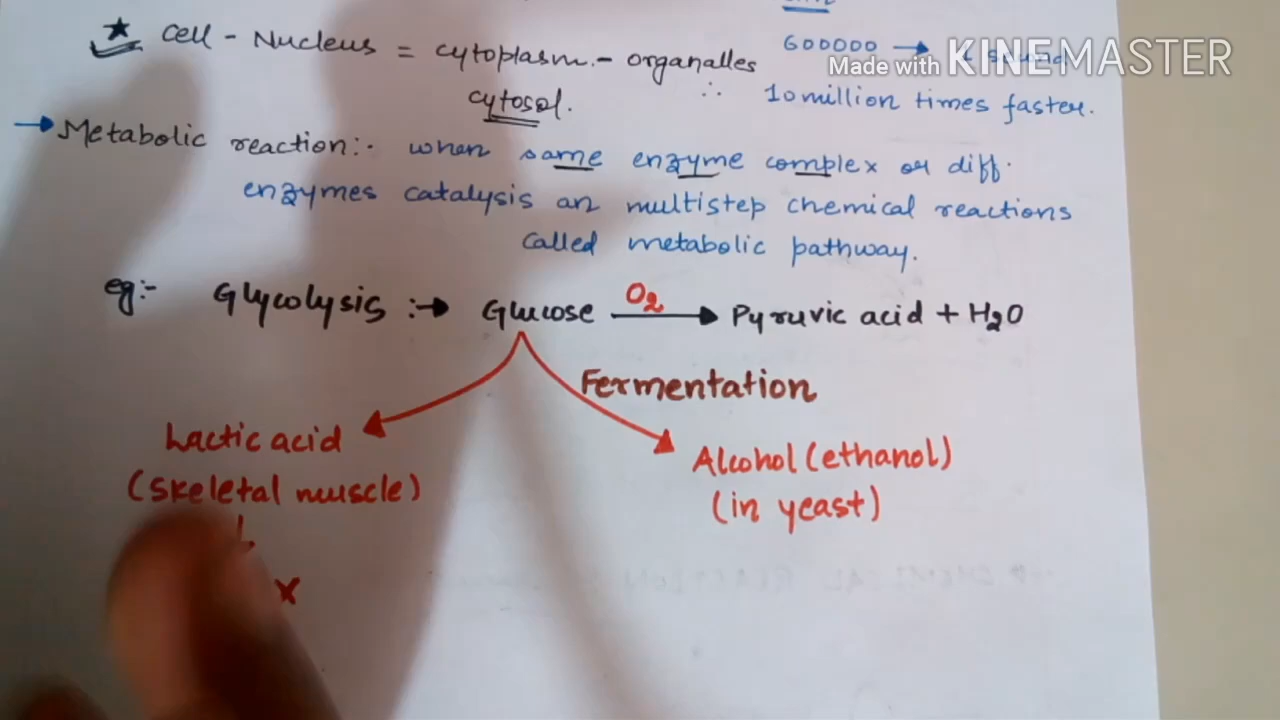 ★ Cell - Nucleus = cytoplasm - organalles
cytosol.
600000 →
Made with KINEMASTER
∴ 10 million times faster.
→ Metabolic reaction:- when same enzyme complex or diff.
enzymes catalysis an multistep chemical reactions
called metabolic pathway.
eg:- Glycolysis :→ Glucose O2 → Pyruvic acid + H2O
Fermentation
Lactic acid
(skeletal muscle)
Alcohol (ethanol)
(in yeast)
x